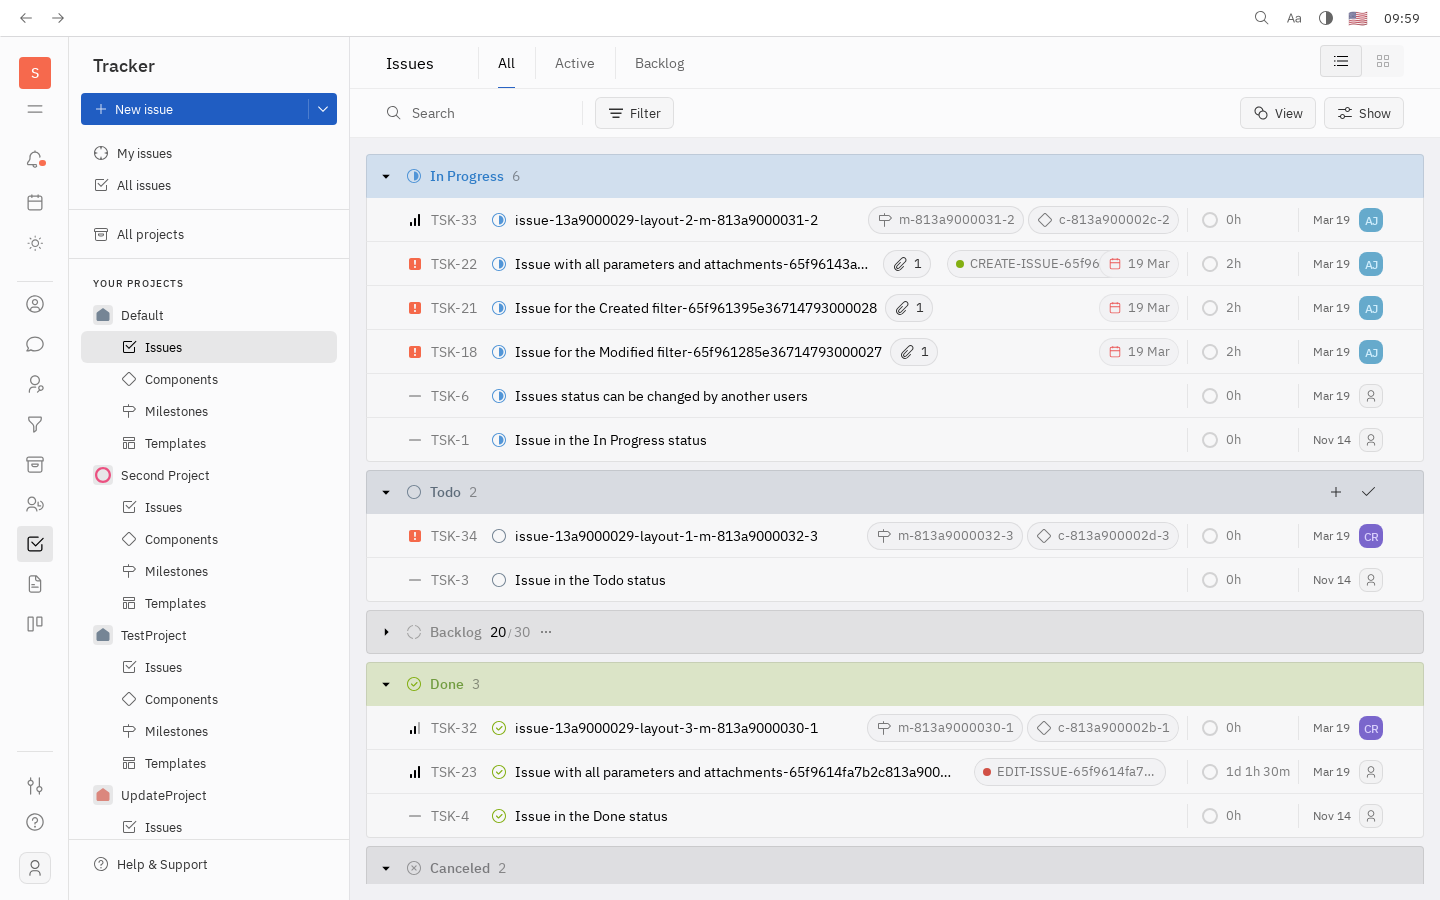 Aa
09:59
S
Tracker
New issue
My issues
All issues
All projects
YOUR PROJECTS
Default
Issues
Components
Milestones
Templates
Second Project
Issues
Components
Milestones
Templates
TestProject
Issues
Components
Milestones
Templates
UpdateProject
Issues
Help & Support
Issues
All
Active
Backlog
Search
Filter
View
Show
In Progress 6
TSK-33 issue-13a9000029-layout-2-m-813a9000031-2 m-813a9000031-2 c-813a900002c-2 0h Mar 19 AJ
TSK-22 Issue with all parameters and attachments-65f96143a... 1 CREATE-ISSUE-65f96 19 Mar 2h Mar 19 AJ
TSK-21 Issue for the Created filter-65f961395e36714793000028 1 19 Mar 2h Mar 19 AJ
TSK-18 Issue for the Modified filter-65f961285e36714793000027 1 19 Mar 2h Mar 19 AJ
TSK-6 Issues status can be changed by another users 0h Mar 19
TSK-1 Issue in the In Progress status 0h Nov 14
Todo 2
TSK-34 issue-13a9000029-layout-1-m-813a9000032-3 m-813a9000032-3 c-813a900002d-3 0h Mar 19 CR
TSK-3 Issue in the Todo status 0h Nov 14
Backlog 20/30 ...
Done 3
TSK-32 issue-13a9000029-layout-3-m-813a9000030-1 m-813a9000030-1 c-813a900002b-1 0h Mar 19 CR
TSK-23 Issue with all parameters and attachments-65f9614fa7b2c813a900... EDIT-ISSUE-65f9614fa7... 1d 1h 30m Mar 19
TSK-4 Issue in the Done status 0h Nov 14
Canceled 2